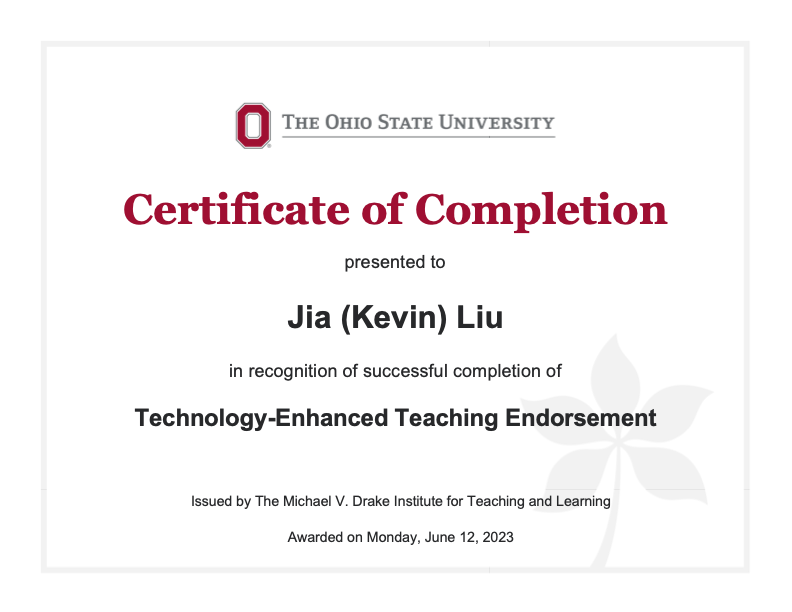 THE OHIO STATE UNIVERSITY
Certificate of Completion
presented to
Jia (Kevin) Liu
in recognition of successful completion of
Technology-Enhanced Teaching Endorsement
Issued by The Michael V. Drake Institute for Teaching and Learning
Awarded on Monday, June 12, 2023